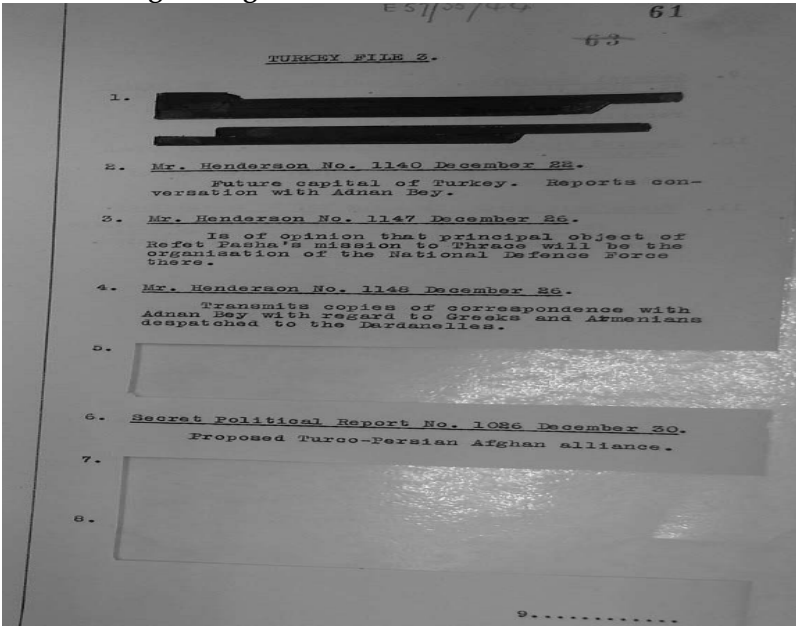 E57/55/44
61
63
TURKEY FILE 3.
1.
2. Mr. Henderson No. 1140 December 22.
Future capital of Turkey. Reports con-
versation with Adnan Bey.
3. Mr. Henderson No. 1147 December 26.
Is of opinion that principal object of
Refet Pasha's mission to Thrace will be the
organisation of the National Defence Force
there.
4. Mr. Henderson No. 1148 December 26.
Transmits copies of correspondence with
Adnan Bey with regard to Greeks and Armenians
despatched to the Dardanelles.
5.
6. Secret Political Report No. 1026 December 30.
Proposed Turco-Persian Afghan alliance.
7.
8.
9............